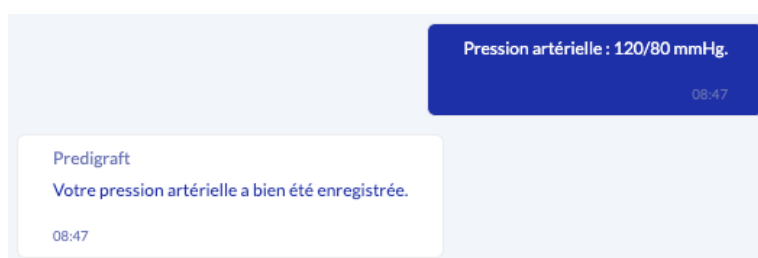 Pression artérielle : 120/80 mmHg.
08:47
Predigraft
Votre pression artérielle a bien été enregistrée.
08:47